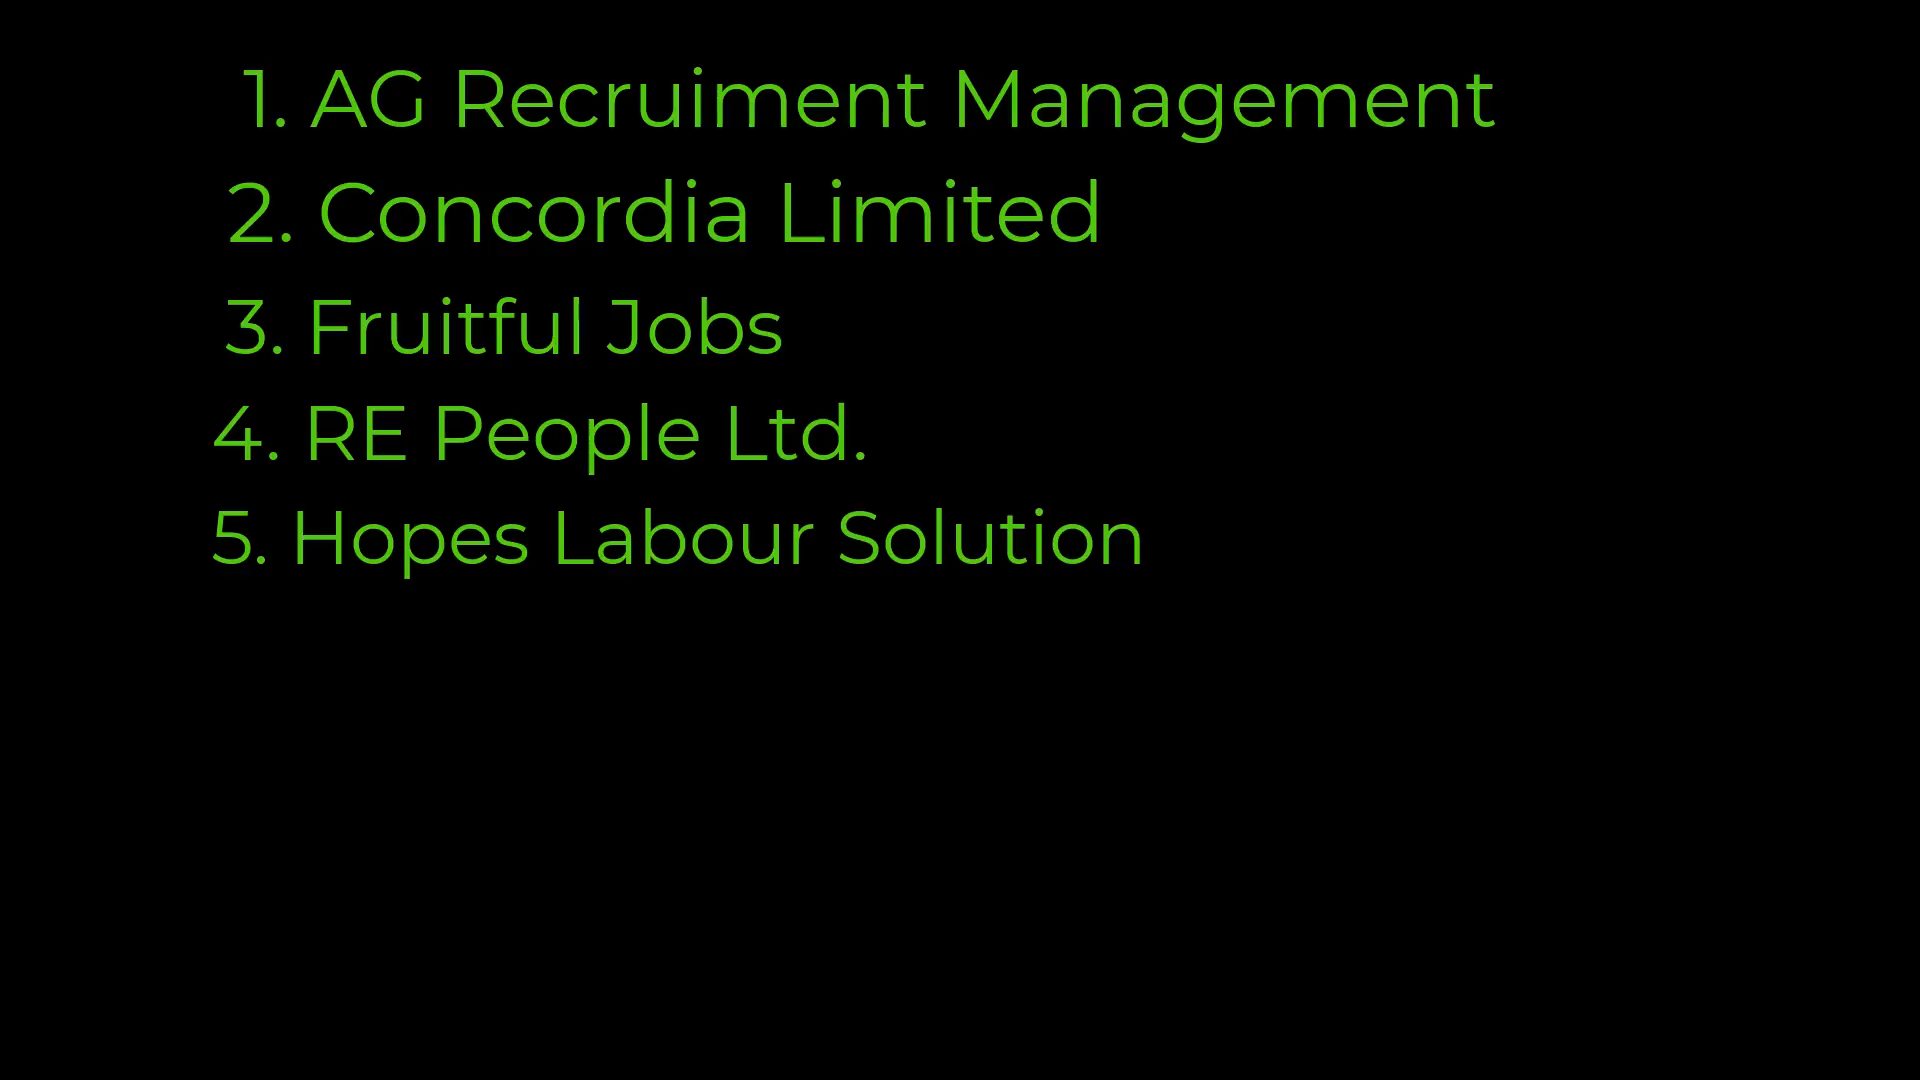 1. AG Recruiment Management
2. Concordia Limited
3. Fruitful Jobs
4. RE People Ltd.
5. Hopes Labour Solution